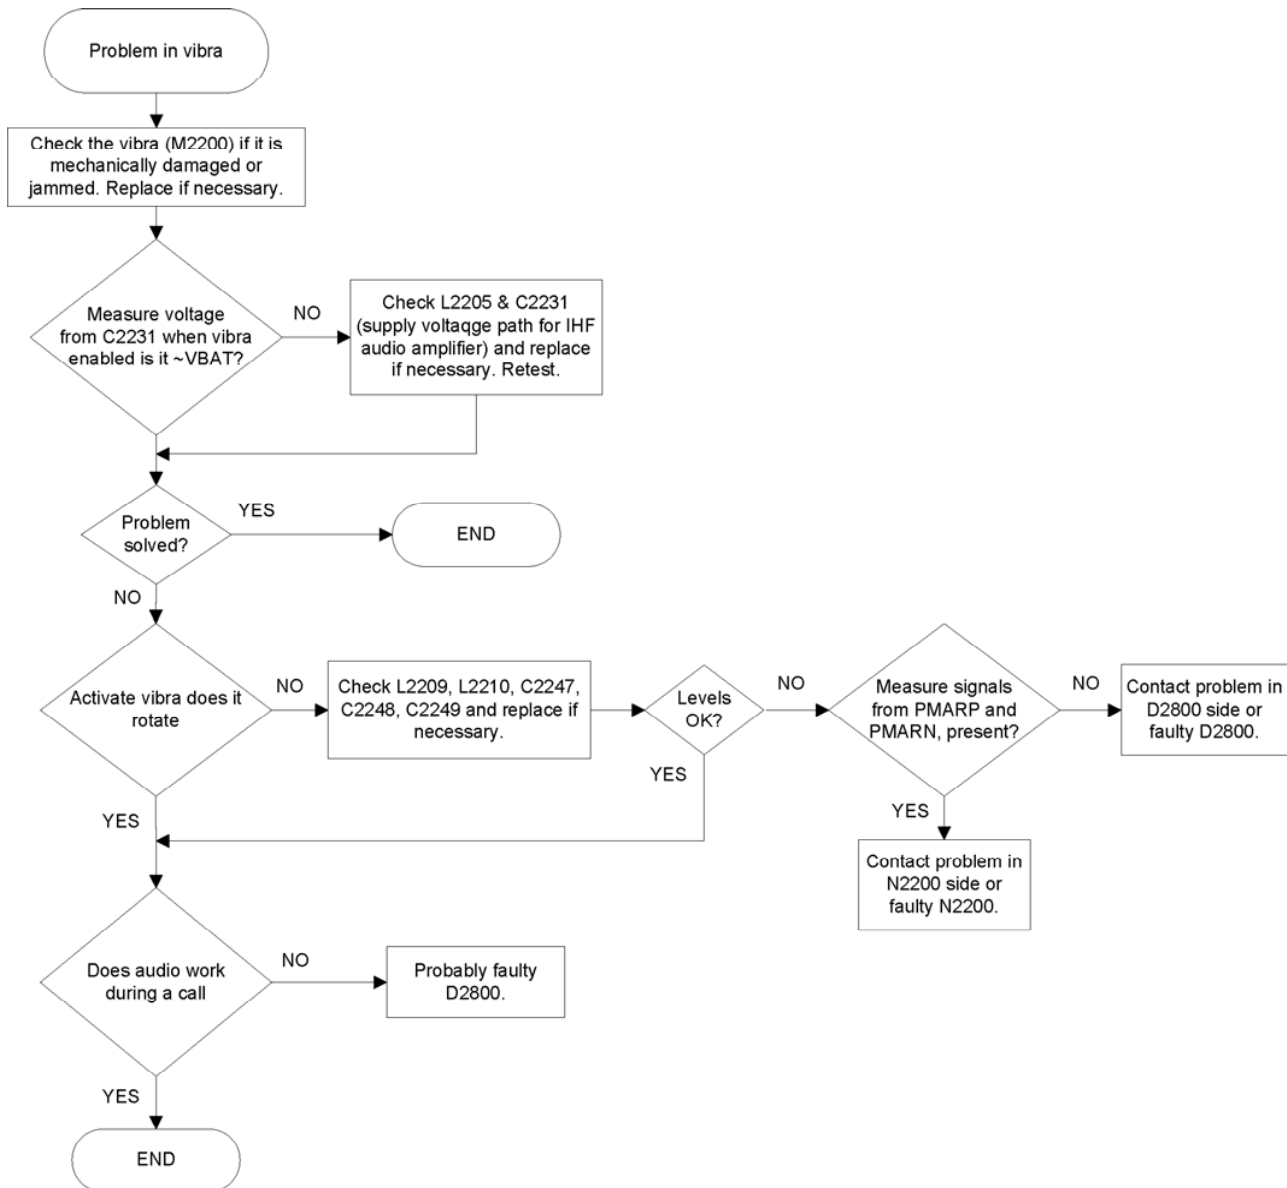 Problem in vibra
Check the vibra (M2200) if it is
mechanically damaged or
jammed. Replace if necessary.
Measure voltage
from C2231 when vibra
enabled is it ~VBAT?
NO
Check L2205 & C2231
(supply voltaqge path for IHF
audio amplifier) and replace
if necessary. Retest.
Problem
solved?
YES
END
NO
Activate vibra does it
rotate
NO
Check L2209, L2210, C2247,
C2248, C2249 and replace if
necessary.
Levels
OK?
NO
Measure signals
from PMARP and
PMARN, present?
NO
Contact problem in
D2800 side or
faulty D2800.
YES
YES
YES
Contact problem in
N2200 side or
faulty N2200.
Does audio work
during a call
NO
Probably faulty
D2800.
YES
END